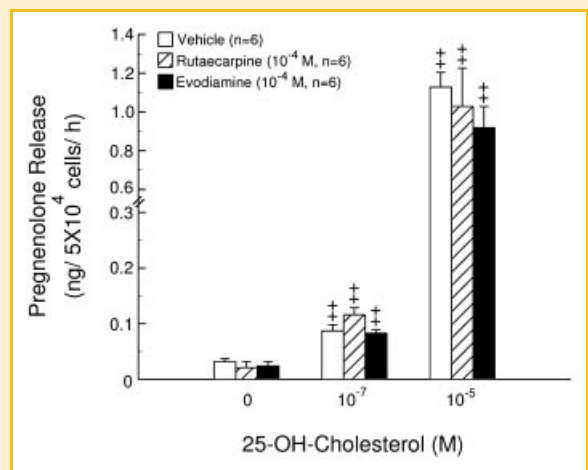 Vehicle (n=6)
Rutaecarpine (10⁻⁴ M, n=6)
Evodiamine (10⁻⁴ M, n=6)
Pregnenolone Release
(ng/ 5X10⁴ cells/ h)
1.4
1.2
1.0
0.8
0.6
0.3
0.2
0.1
0
‡ ‡ ‡
‡ ‡ ‡
0 10⁻⁷ 10⁻⁵
25-OH-Cholesterol (M)